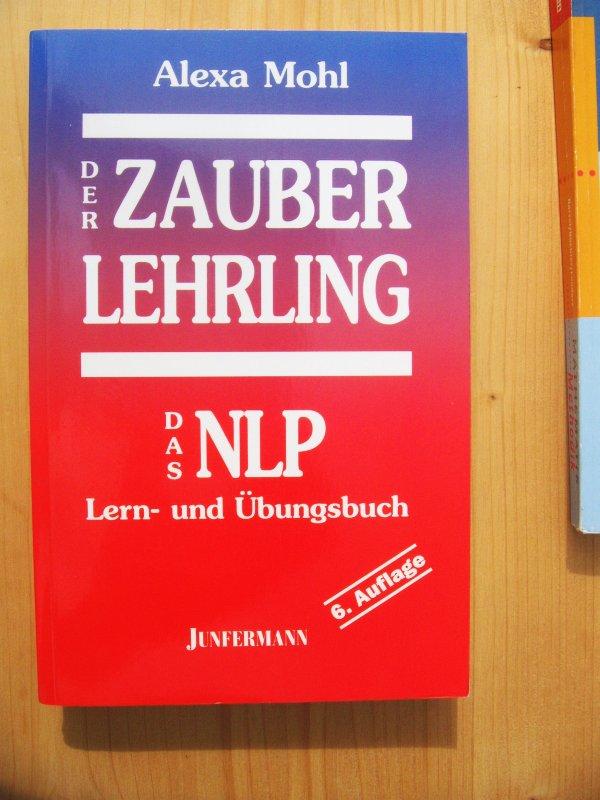 Alexa Mohl
DER ZAUBER
LEHRLING
DAS NLP
Lern- und Übungsbuch
6. Auflage
JUNFERMANN